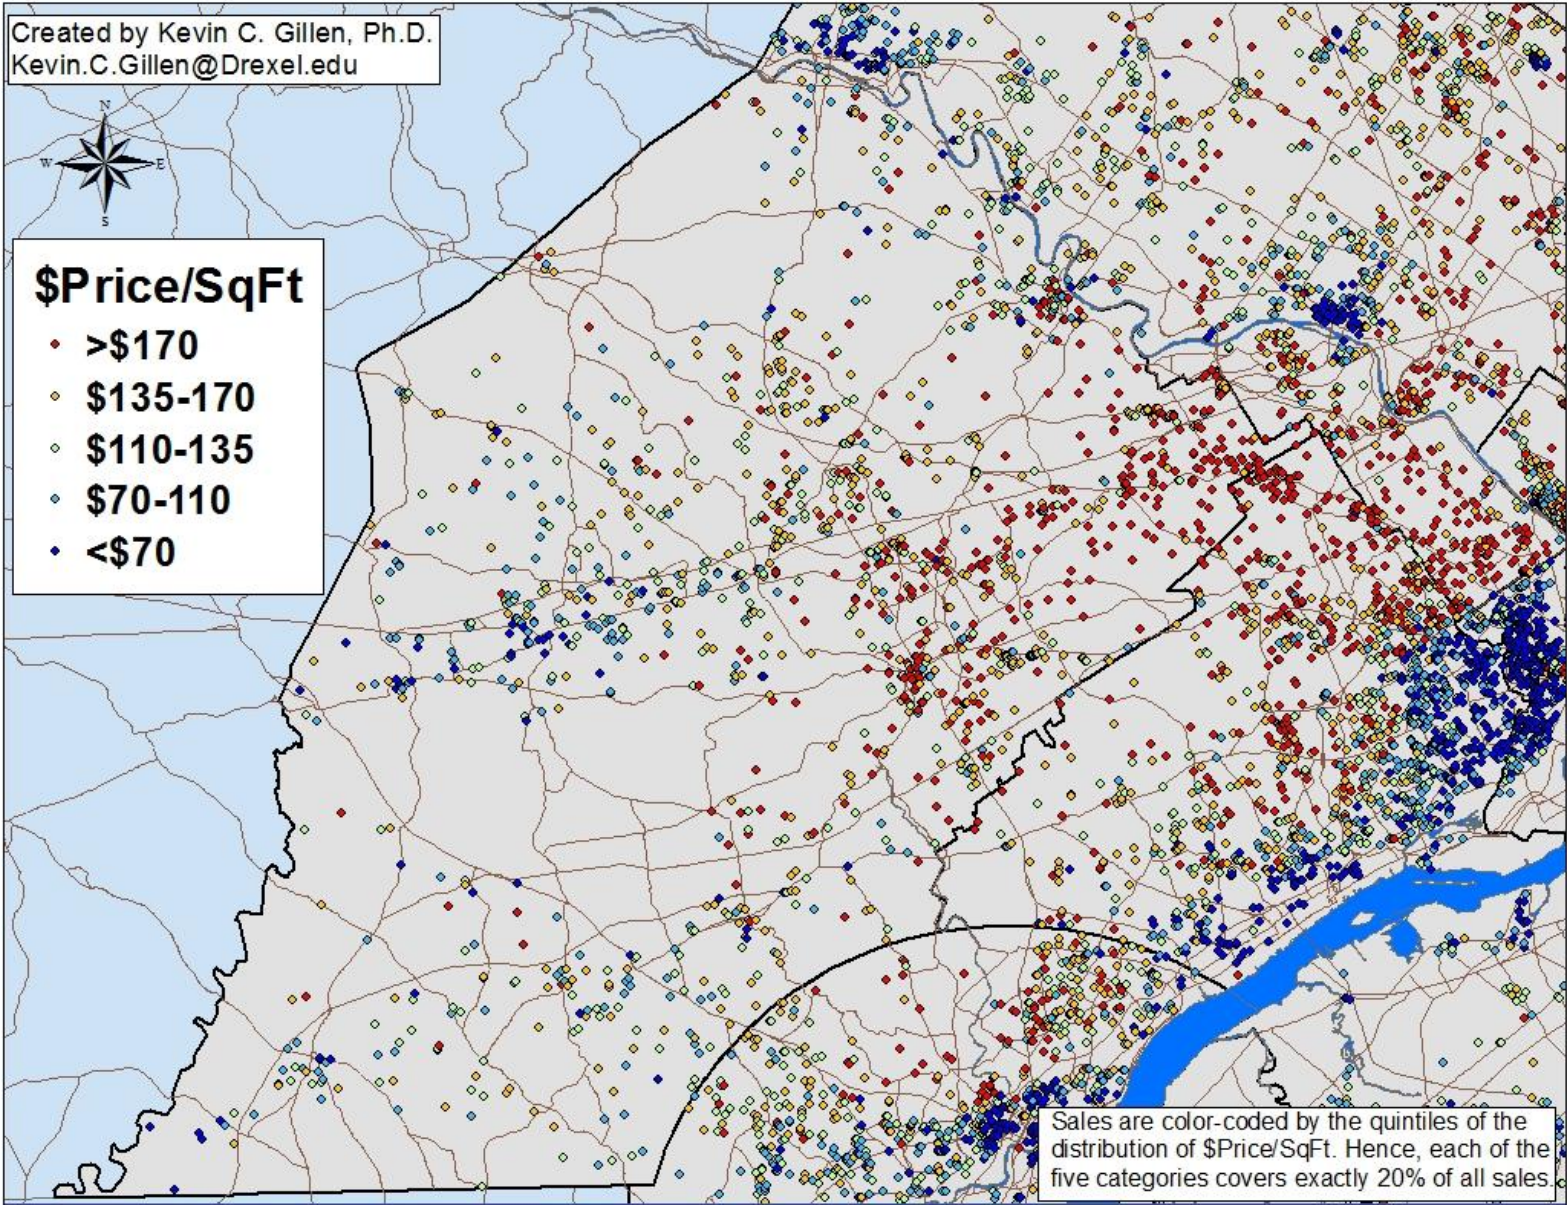 Created by Kevin C. Gillen, Ph.D.
Kevin.C.Gillen@Drexel.edu
N
W
E
S
$Price/SqFt
>$170
$135-170
$110-135
$70-110
<$70
Sales are color-coded by the quintiles of the
distribution of $Price/SqFt. Hence, each of the
five categories covers exactly 20% of all sales.